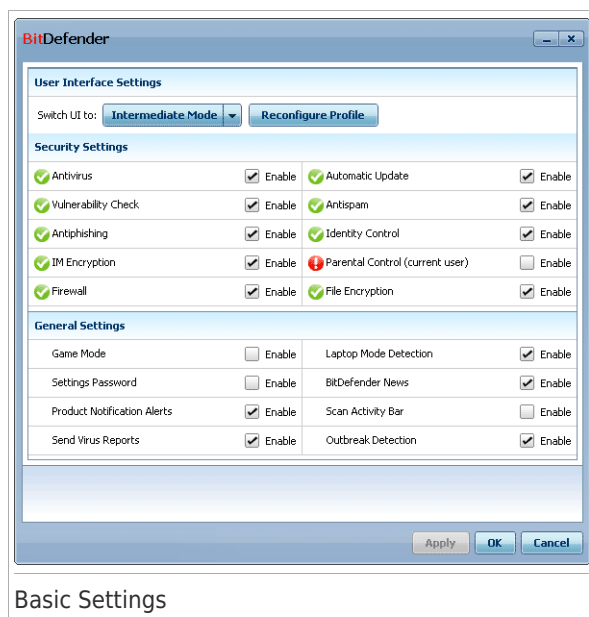 BitDefender
User Interface Settings
Switch UI to: Intermediate Mode Reconfigure Profile
Security Settings
Antivirus Enable Automatic Update Enable
Vulnerability Check Enable Antispam Enable
Antiphishing Enable Identity Control Enable
IM Encryption Enable Parental Control (current user) Enable
Firewall Enable File Encryption Enable
General Settings
Game Mode Enable Laptop Mode Detection Enable
Settings Password Enable BitDefender News Enable
Product Notification Alerts Enable Scan Activity Bar Enable
Send Virus Reports Enable Outbreak Detection Enable
Apply OK Cancel
Basic Settings